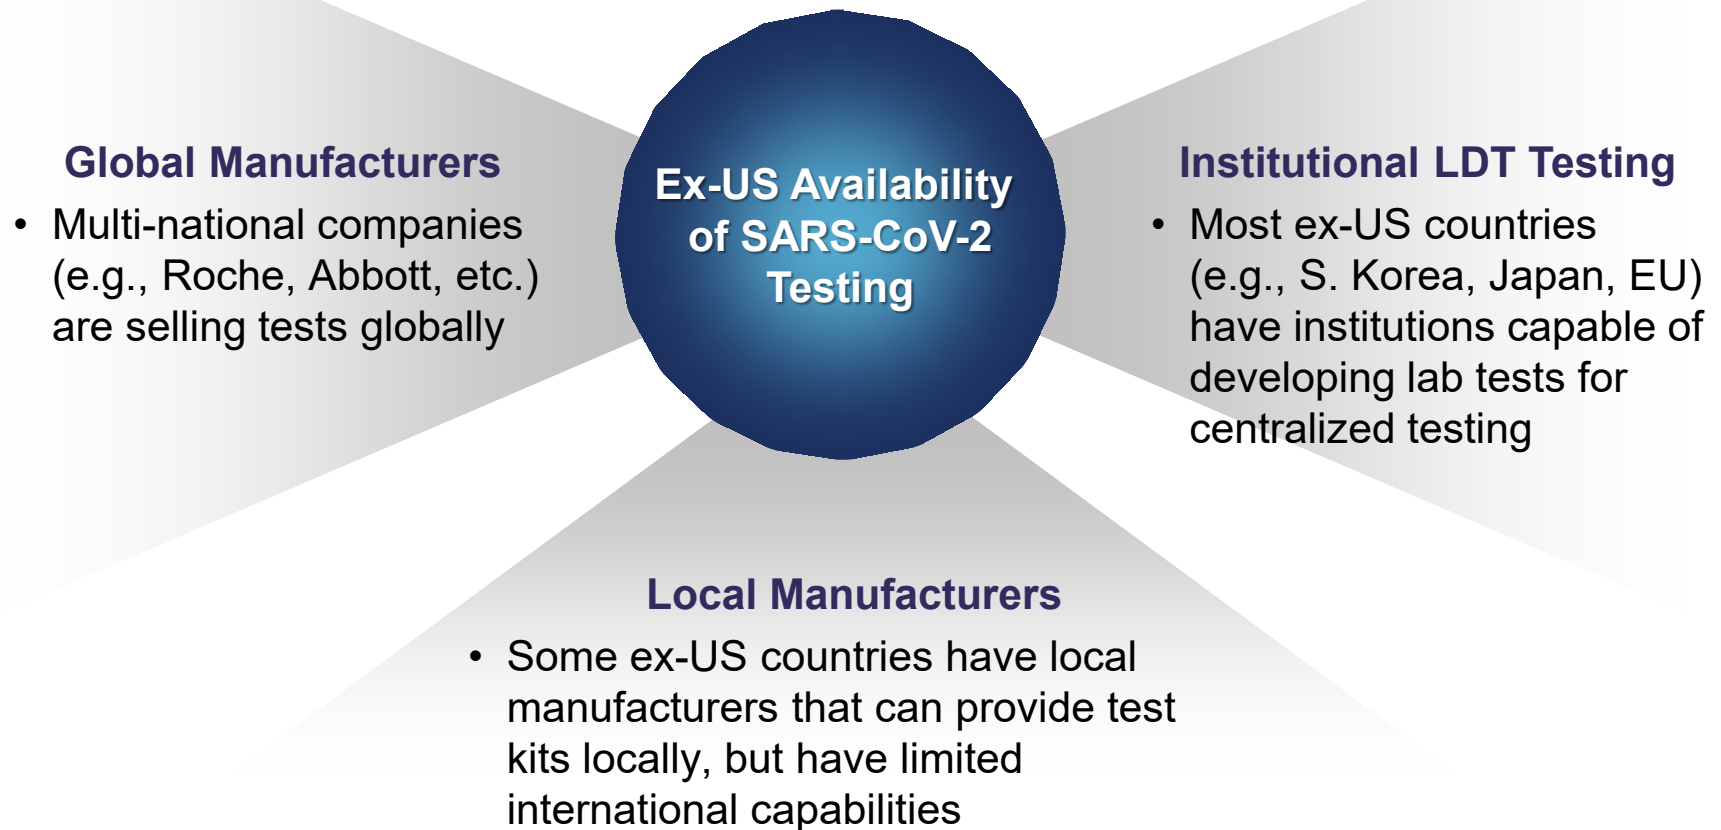 Ex-US Availability
of SARS-CoV-2
Testing
Global Manufacturers
• Multi-national companies
(e.g., Roche, Abbott, etc.)
are selling tests globally
Institutional LDT Testing
• Most ex-US countries
(e.g., S. Korea, Japan, EU)
have institutions capable of
developing lab tests for
centralized testing
Local Manufacturers
• Some ex-US countries have local
manufacturers that can provide test
kits locally, but have limited
international capabilities